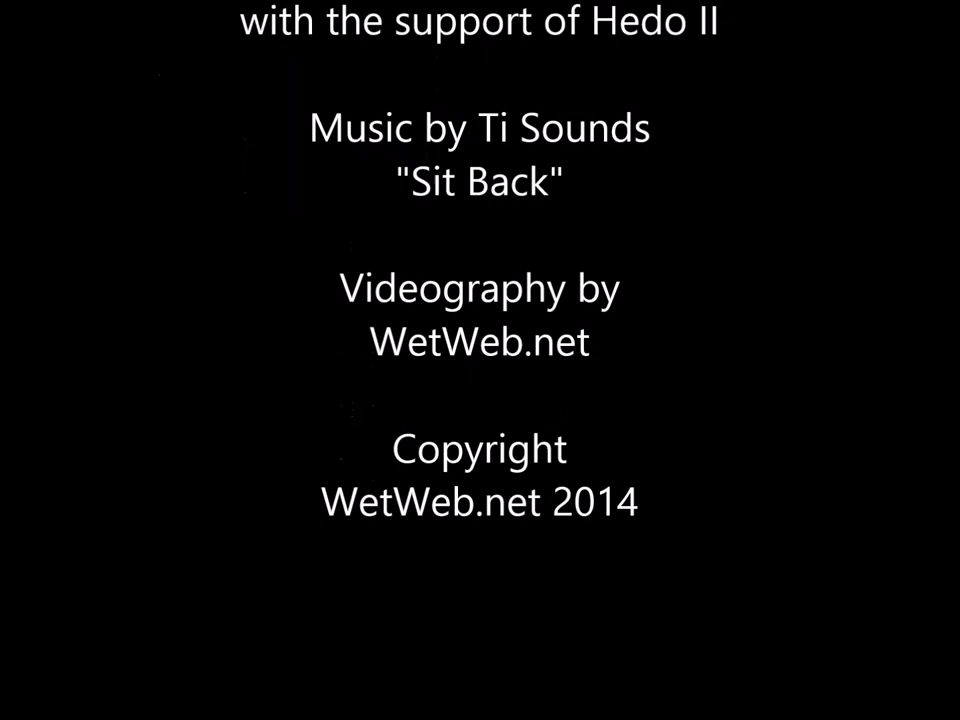 with the support of Hedo II
Music by Ti Sounds
"Sit Back"
Videography by
WetWeb.net
Copyright
WetWeb.net 2014